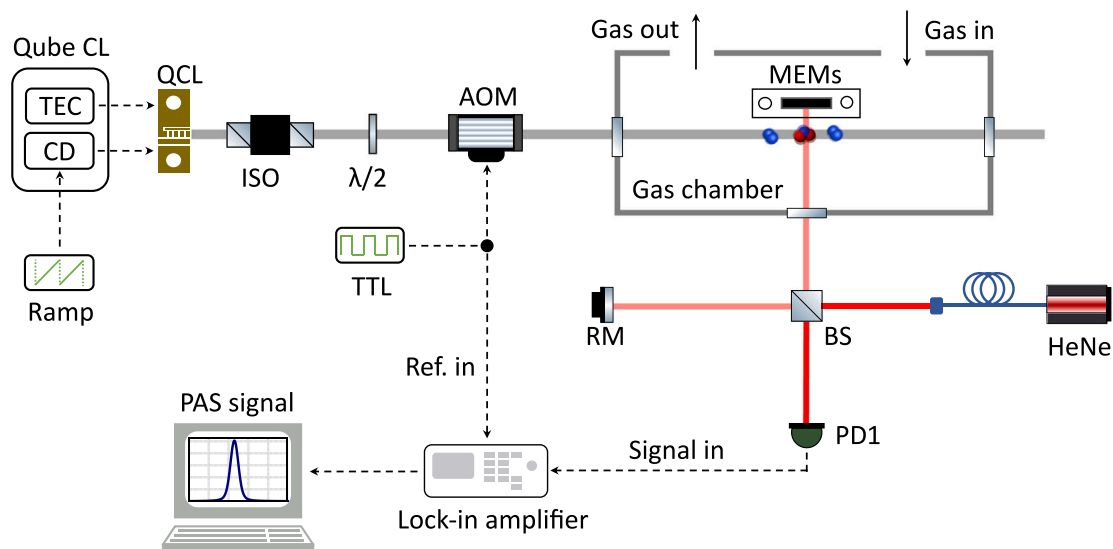 Gas out
Gas in
Qube CL
QCL
MEMs
TEC
AOM
CD
ISO
λ/2
Gas chamber
TTL
Ramp
RM
BS
HeNe
Ref. in
PAS signal
PD1
Signal in
Lock-in amplifier